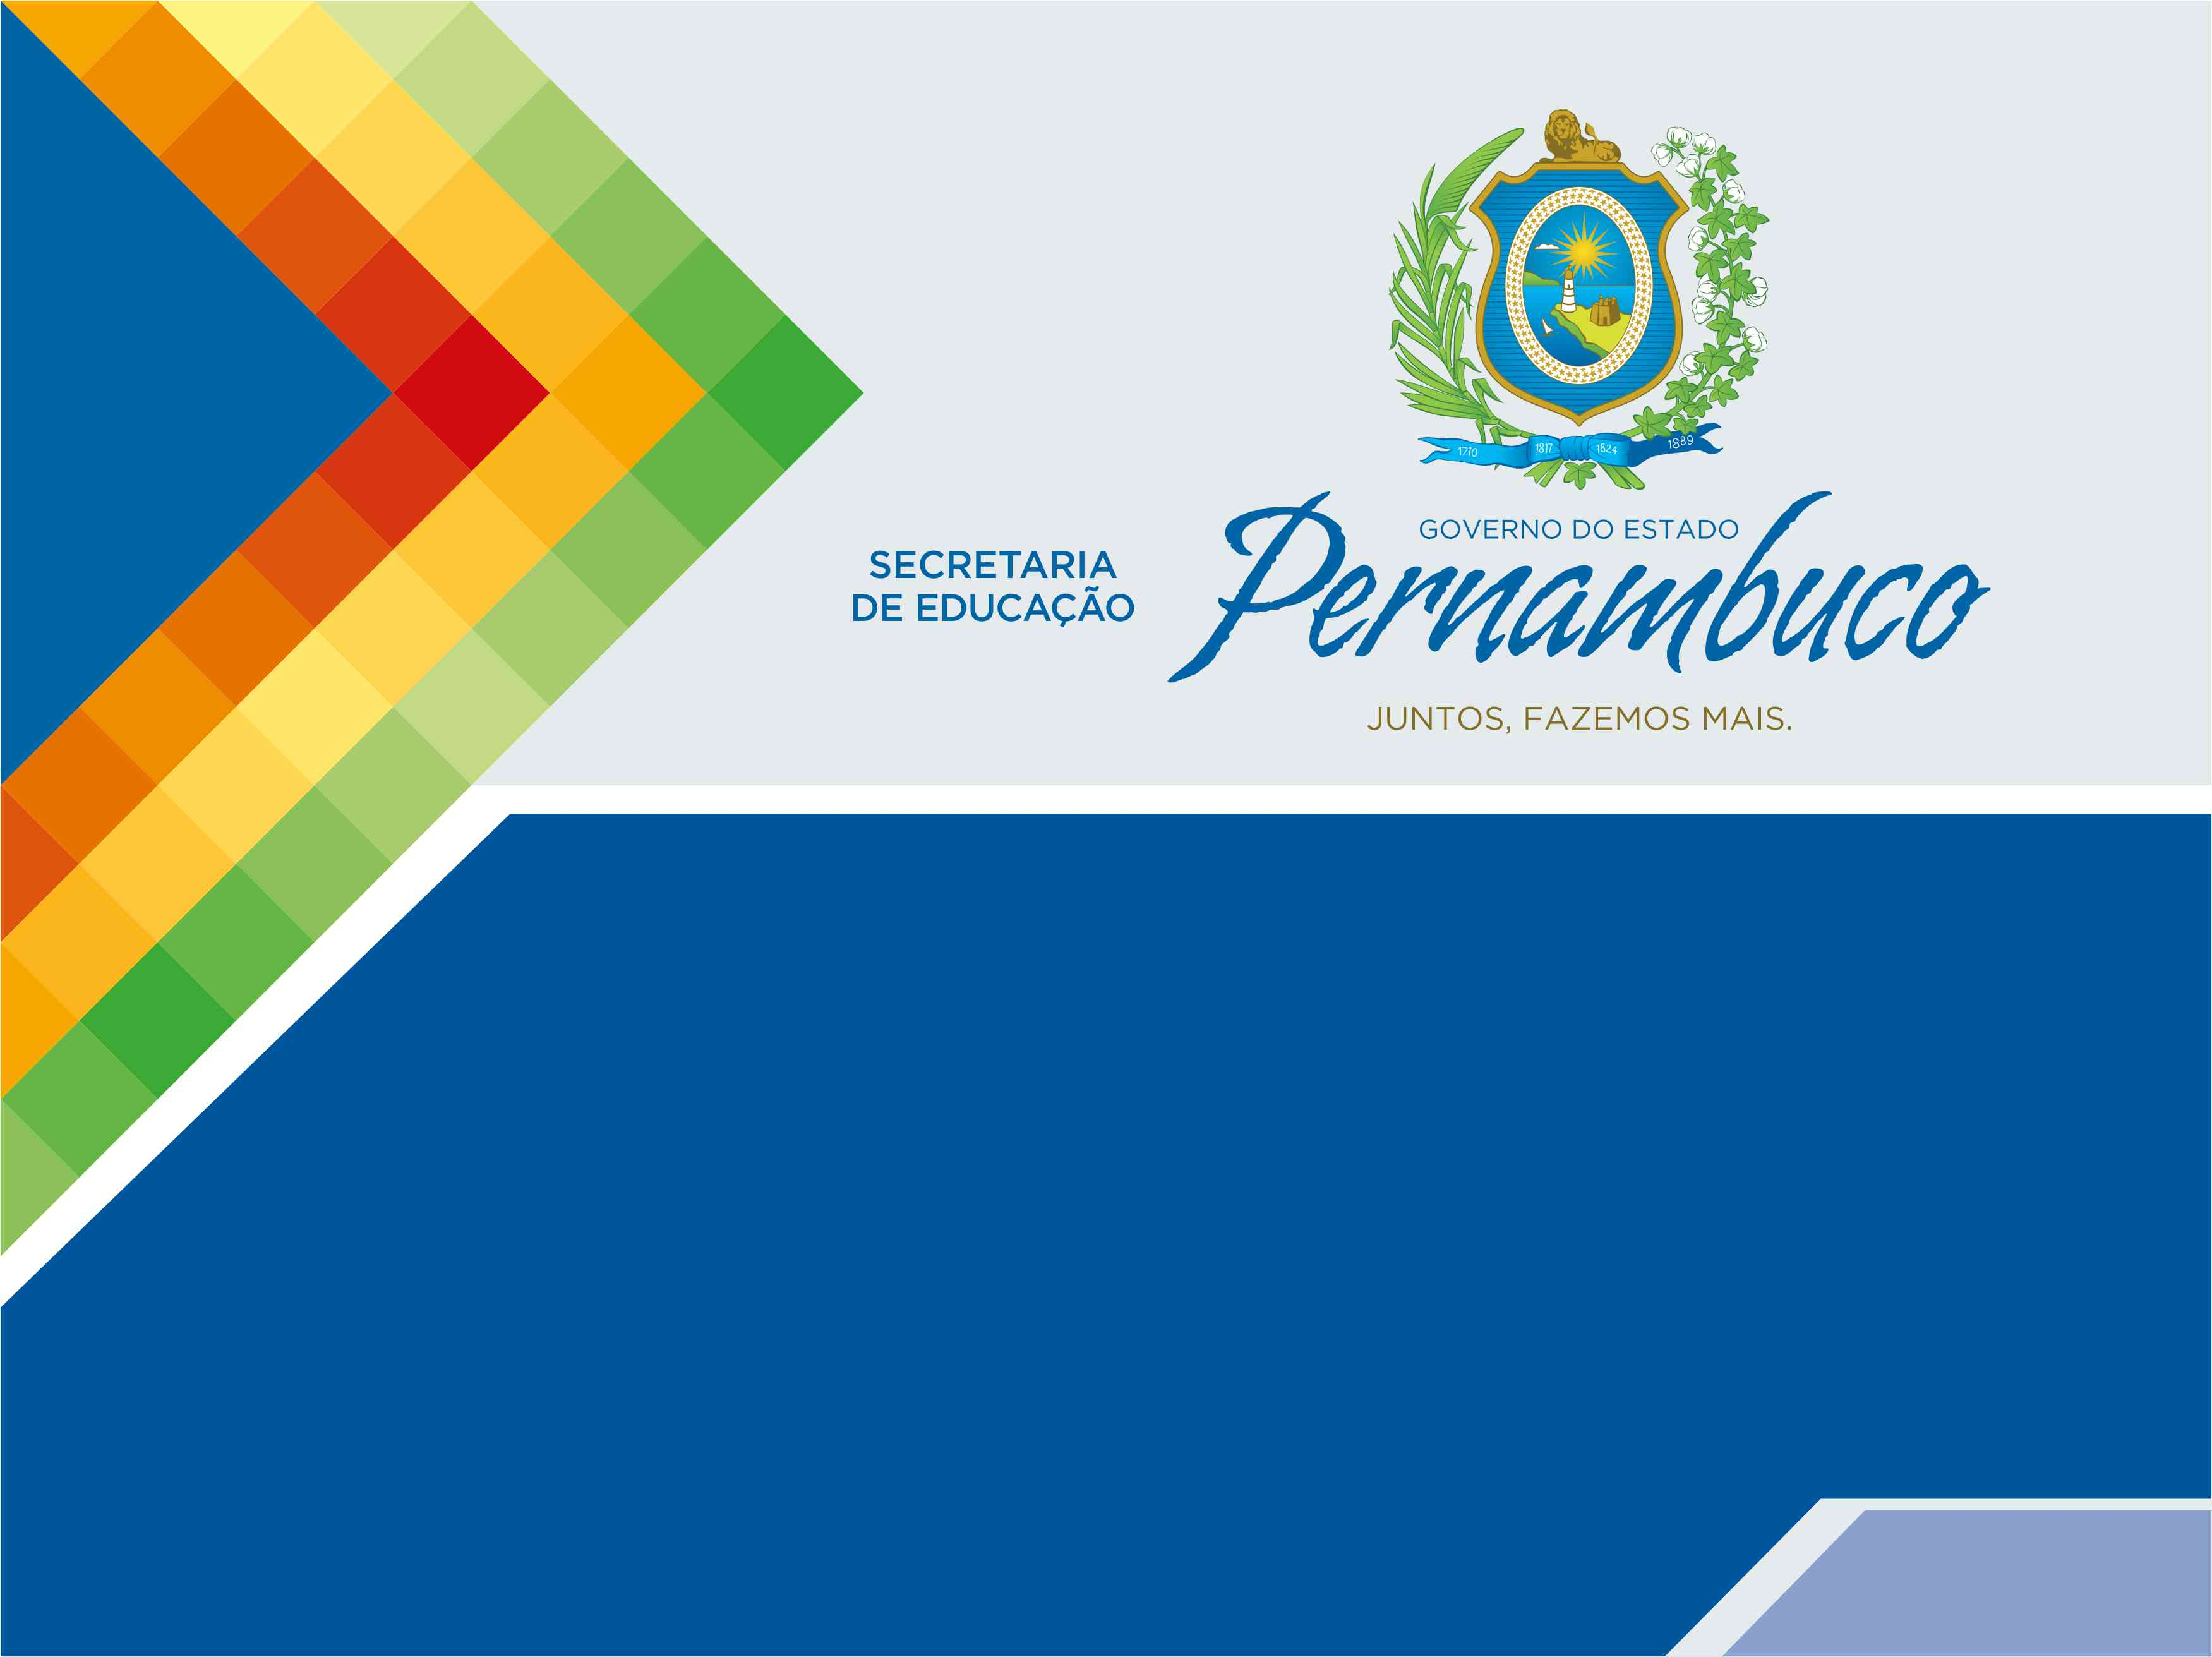 1710 1817 1824 1889
SECRETARIA
DE EDUCAÇÃO
GOVERNO DO ESTADO
Pernambuco
JUNTOS, FAZEMOS MAIS.